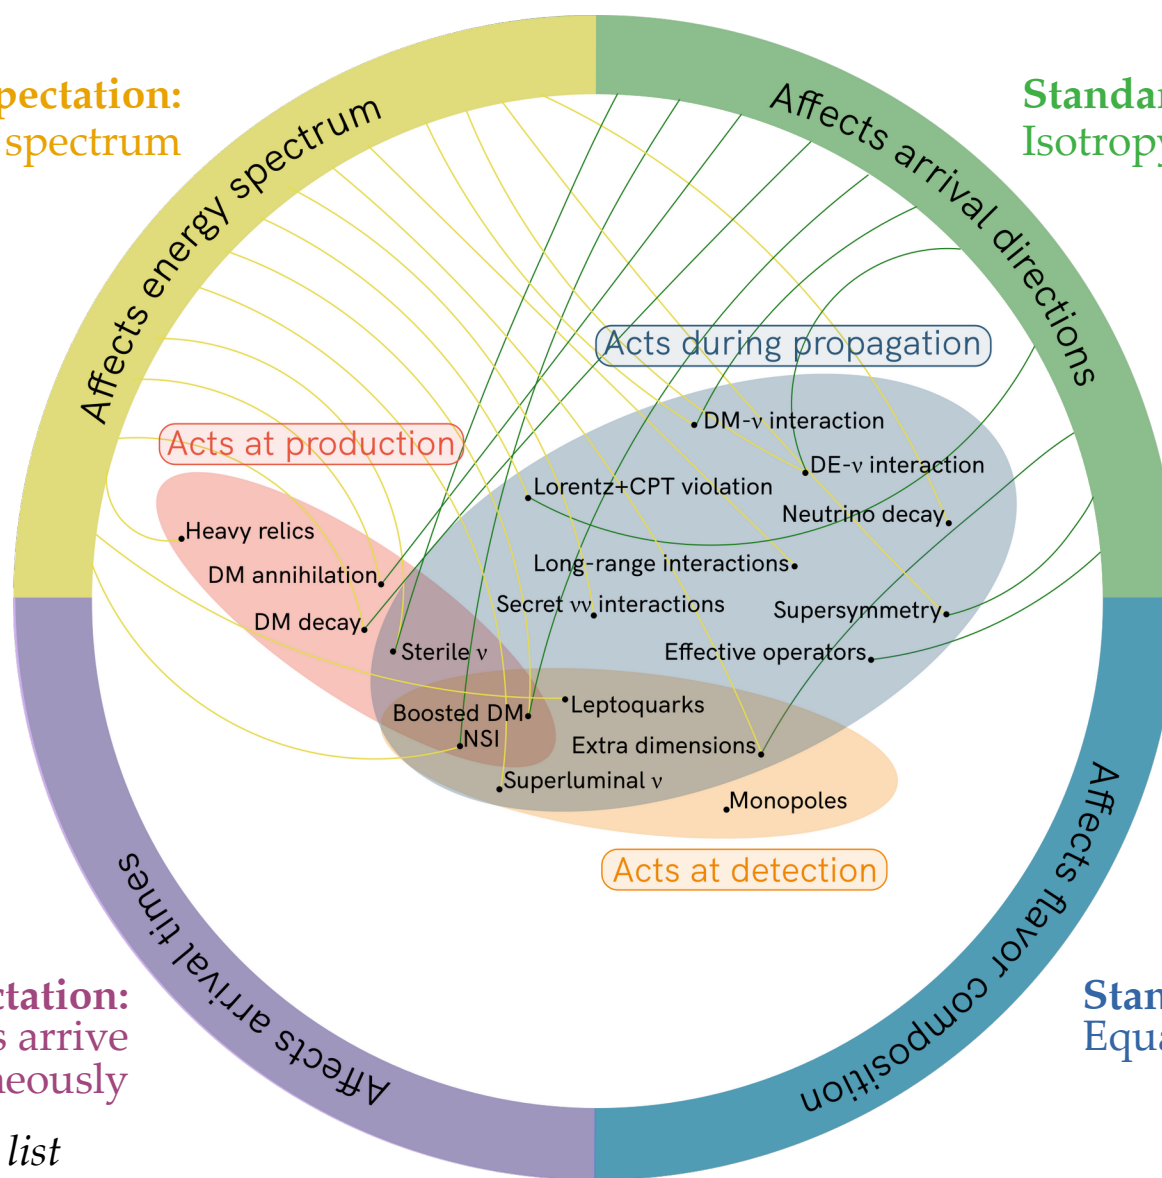 pectation:
spectrum
Standar
Isotropy
Affects energy spectrum
Affects arrival directions
Acts during propagation
Acts at production
DM-ν interaction
DE-ν interaction
Lorentz+CPT violation
Neutrino decay
Heavy relics
Long-range interactions
DM annihilation
Secret νν interactions
Supersymmetry
DM decay
Sterile ν
Effective operators
Leptoquarks
Boosted DM
NSI
Extra dimensions
Superluminal ν
Monopoles
Acts at detection
Affects arrival times
Affects flavor composition
ctation:
s arrive
neously
list
Stan
Equa